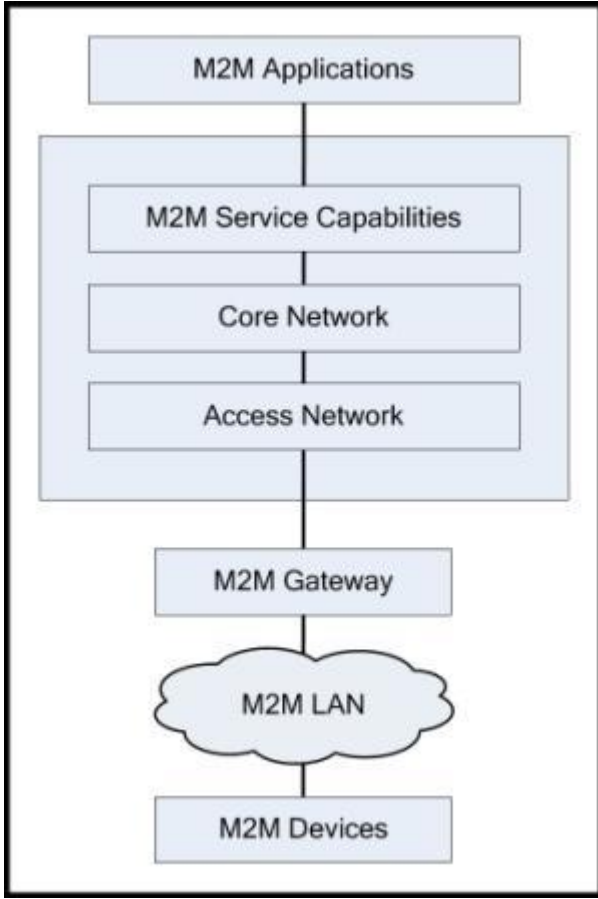 M2M Applications
M2M Service Capabilities
Core Network
Access Network
M2M Gateway
M2M LAN
M2M Devices